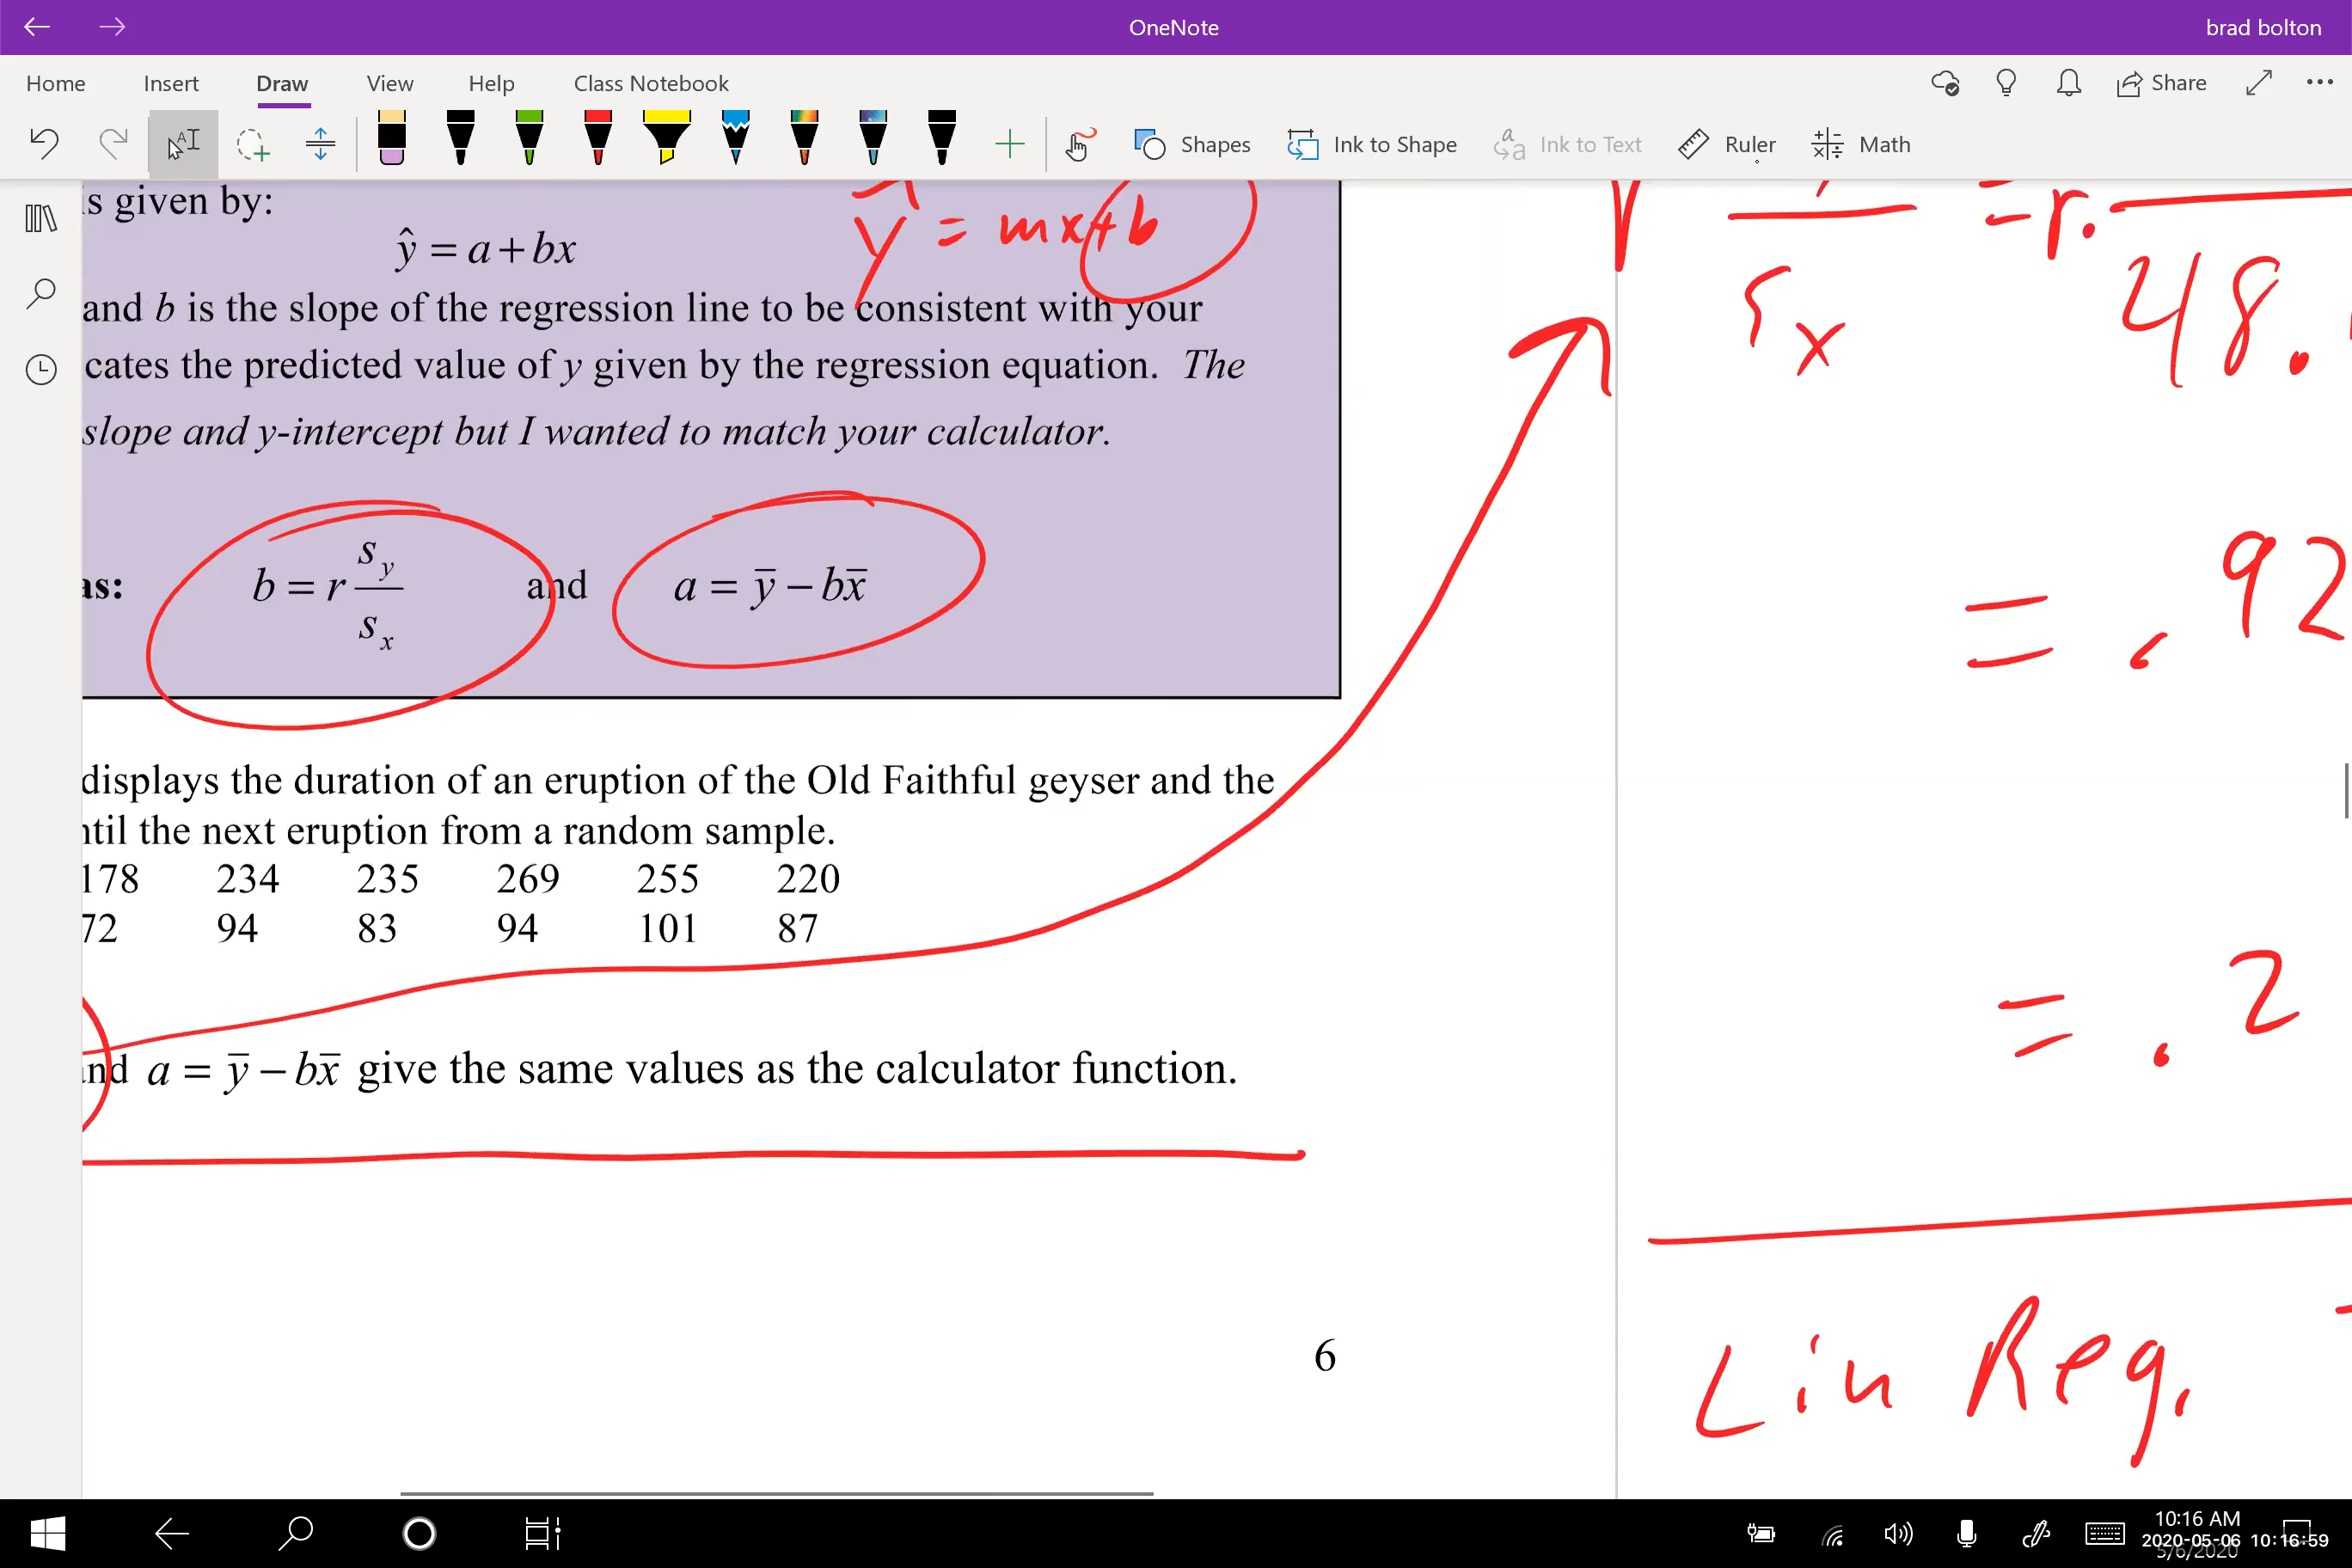 OneNote
brad bolton
Home Insert Draw View Help Class Notebook
Share
Shapes Ink to Shape Ink to Text Ruler Math
is given by:
ŷ = a + bx
y = mx+b
and b is the slope of the regression line to be consistent with your
cates the predicted value of y given by the regression equation. The
slope and y-intercept but I wanted to match your calculator.
as: b = r s_y / s_x and a = y̅ − bx̅
displays the duration of an eruption of the Old Faithful geyser and the
ntil the next eruption from a random sample.
178 234 235 269 255 220
72 94 83 94 101 87
and a = y̅ − bx̅ give the same values as the calculator function.
6
s_x = r. 48.
= .92
= .2
Lin Reg.
10:16 AM
2020-05-06 10:16:59
5/6/2020